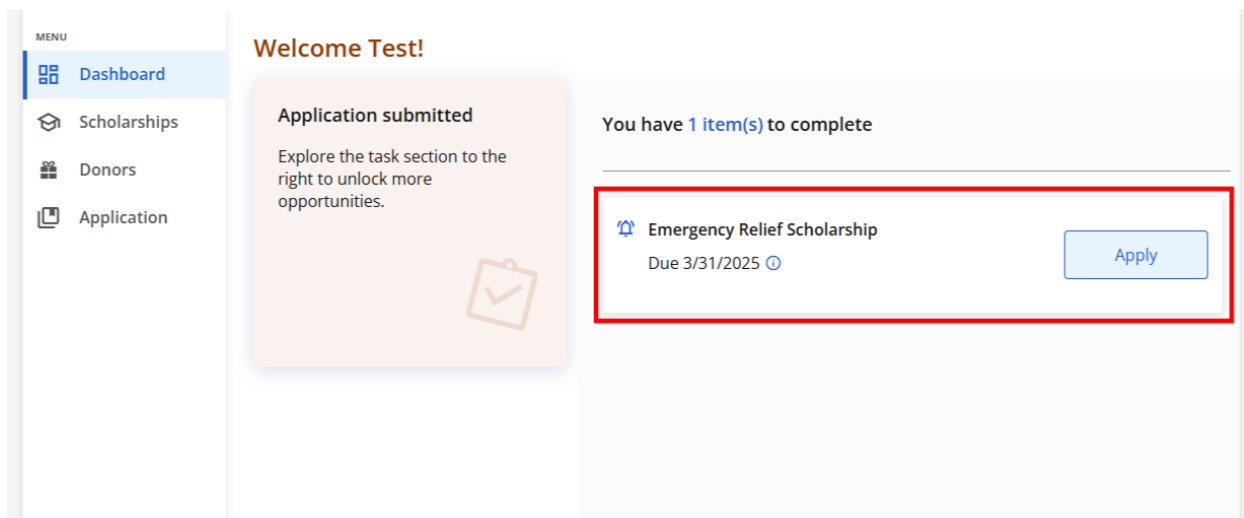 MENU
Dashboard
Scholarships
Donors
Application
Welcome Test!
Application submitted
Explore the task section to the
right to unlock more
opportunities.
You have 1 item(s) to complete
Emergency Relief Scholarship
Due 3/31/2025
Apply